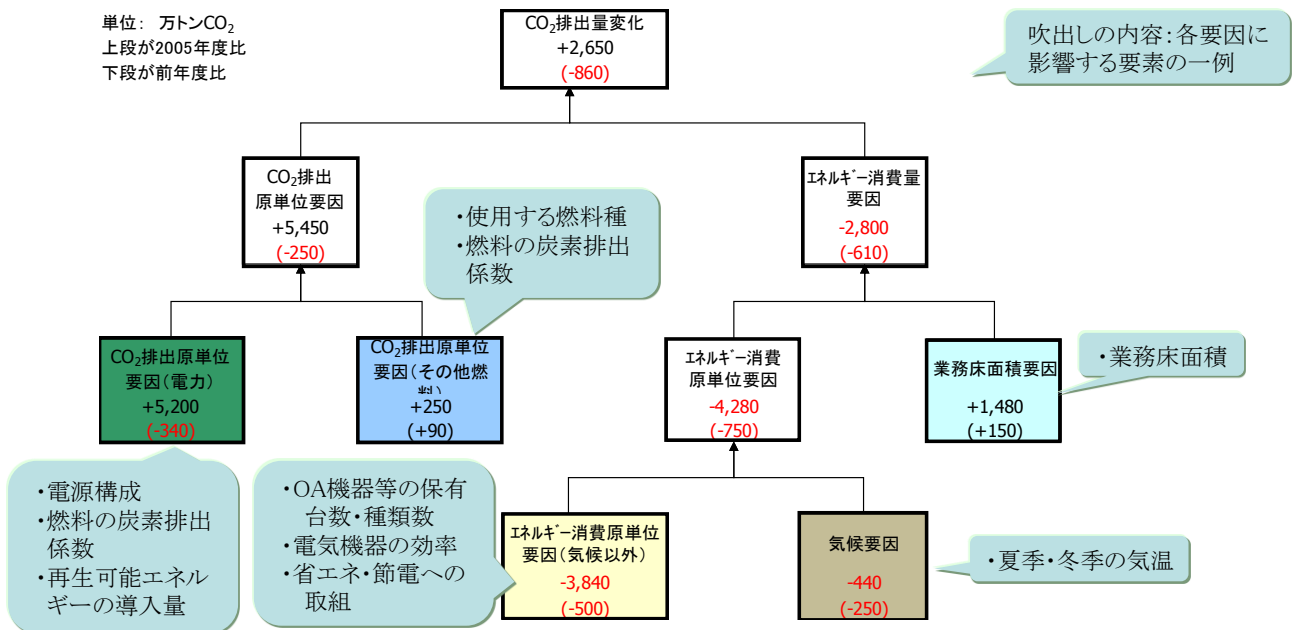 単位: 万トンCO₂
上段が2005年度比
下段が前年度比
CO₂排出量変化
+2,650
(-860)
吹出しの内容:各要因に
影響する要素の一例
CO₂排出
原単位要因
+5,450
(-250)
エネルギー消費量
要因
-2,800
(-610)
・使用する燃料種
・燃料の炭素排出
係数
CO₂排出原単位
要因(電力)
+5,200
(-340)
CO₂排出原単位
要因(その他燃
料)
+250
(+90)
エネルギー消費
原単位要因
-4,280
(-750)
業務床面積要因
+1,480
(+150)
・業務床面積
・電源構成
・燃料の炭素排出
係数
・再生可能エネル
ギーの導入量
・OA機器等の保有
台数・種類数
・電気機器の効率
・省エネ・節電への
取組
エネルギー消費原単位
要因(気候以外)
-3,840
(-500)
気候要因
-440
(-250)
・夏季・冬季の気温